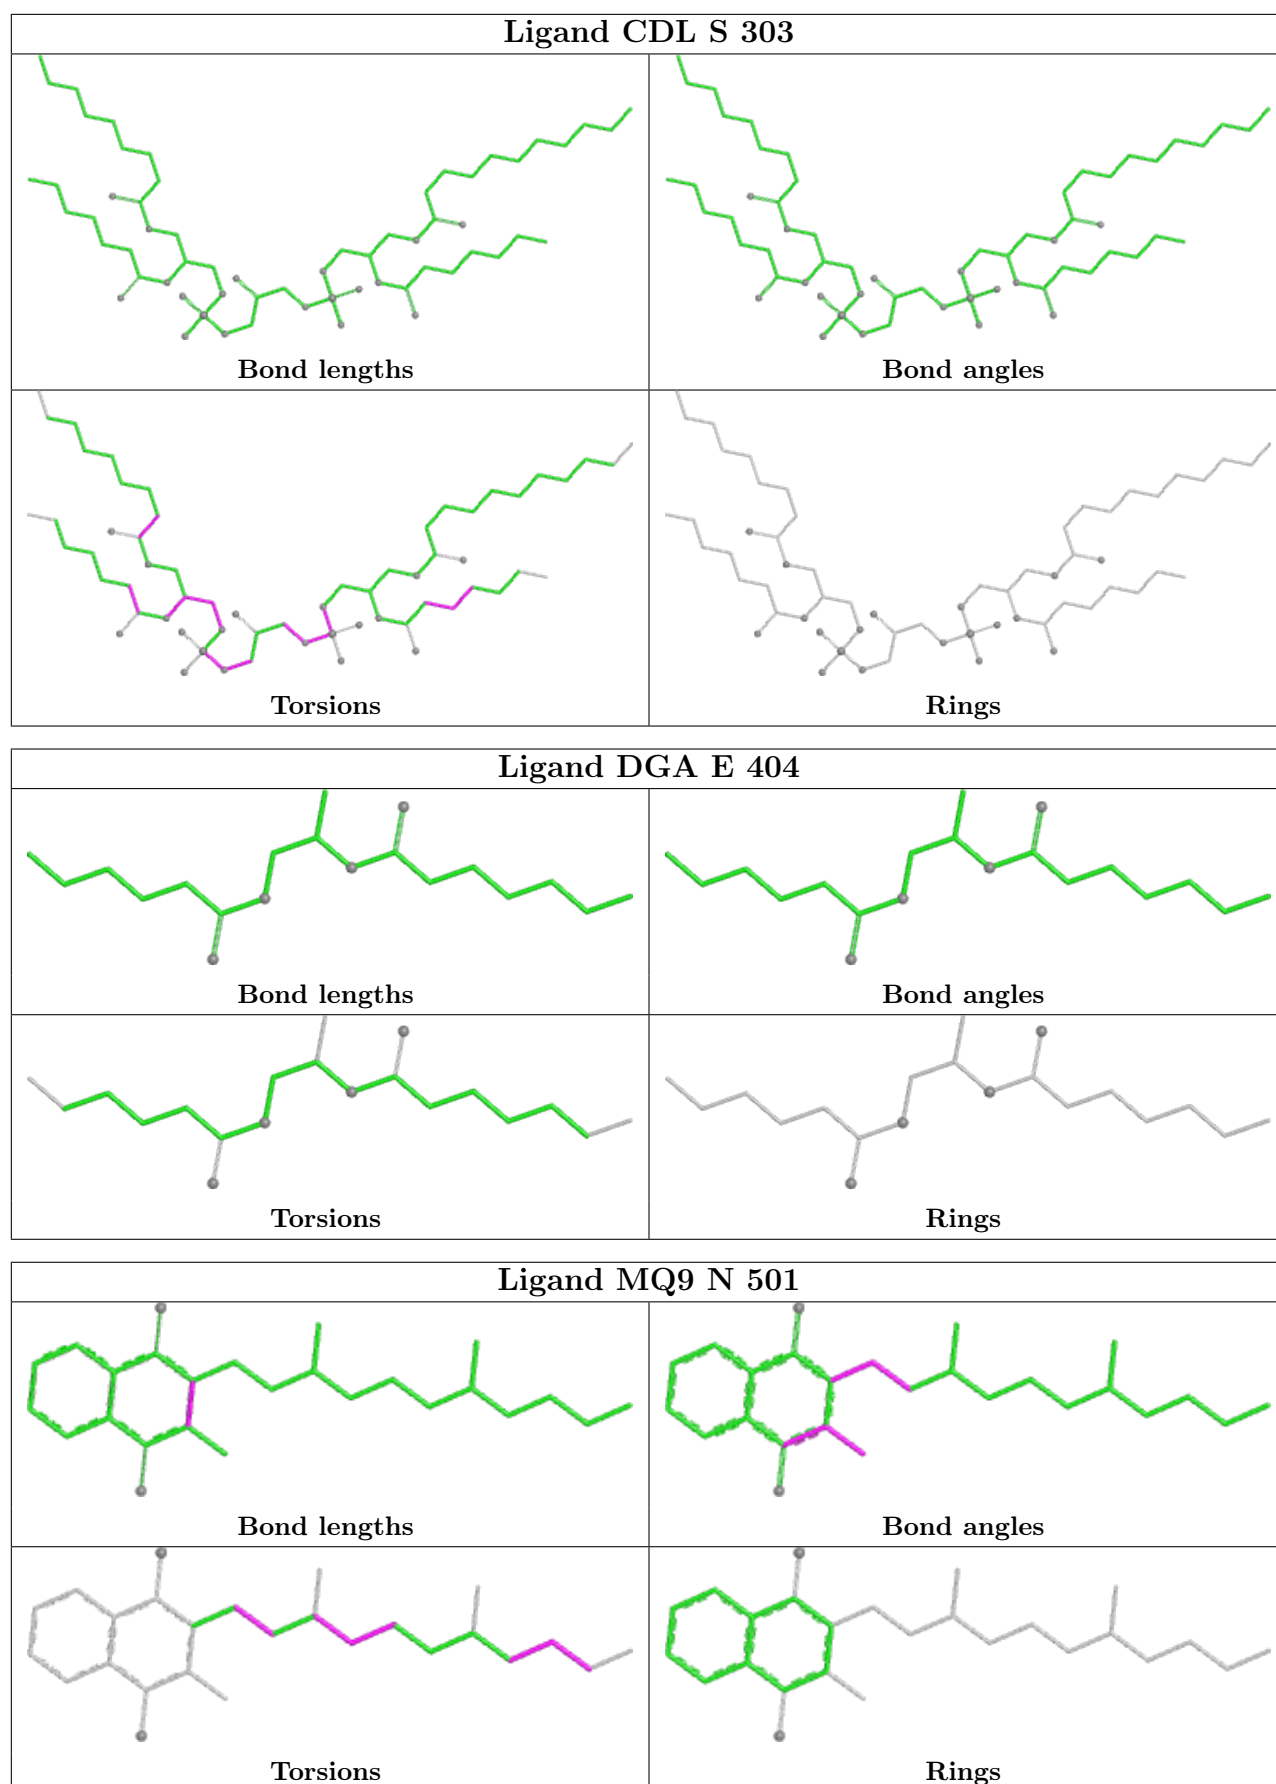 Ligand CDL S 303
Bond lengths
Bond angles
Torsions
Rings
Ligand DGA E 404
Bond lengths
Bond angles
Torsions
Rings
Ligand MQ9 N 501
Bond lengths
Bond angles
Torsions
Rings